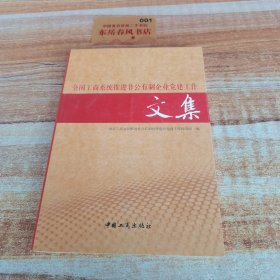 001
东岳春风书店
全国工商系统推进非公有制企业党建工作
文集
中国工商出版社